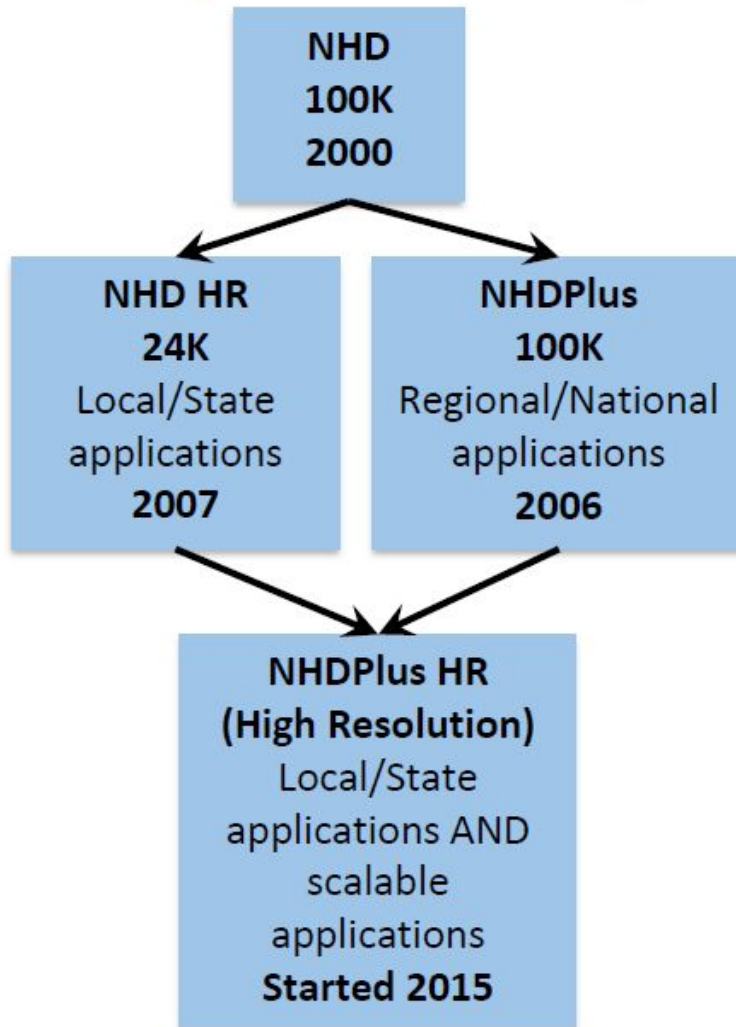 NHD
100K
2000
NHD HR
24K
Local/State
applications
2007
NHDPlus
100K
Regional/National
applications
2006
NHDPlus HR
(High Resolution)
Local/State
applications AND
scalable
applications
Started 2015